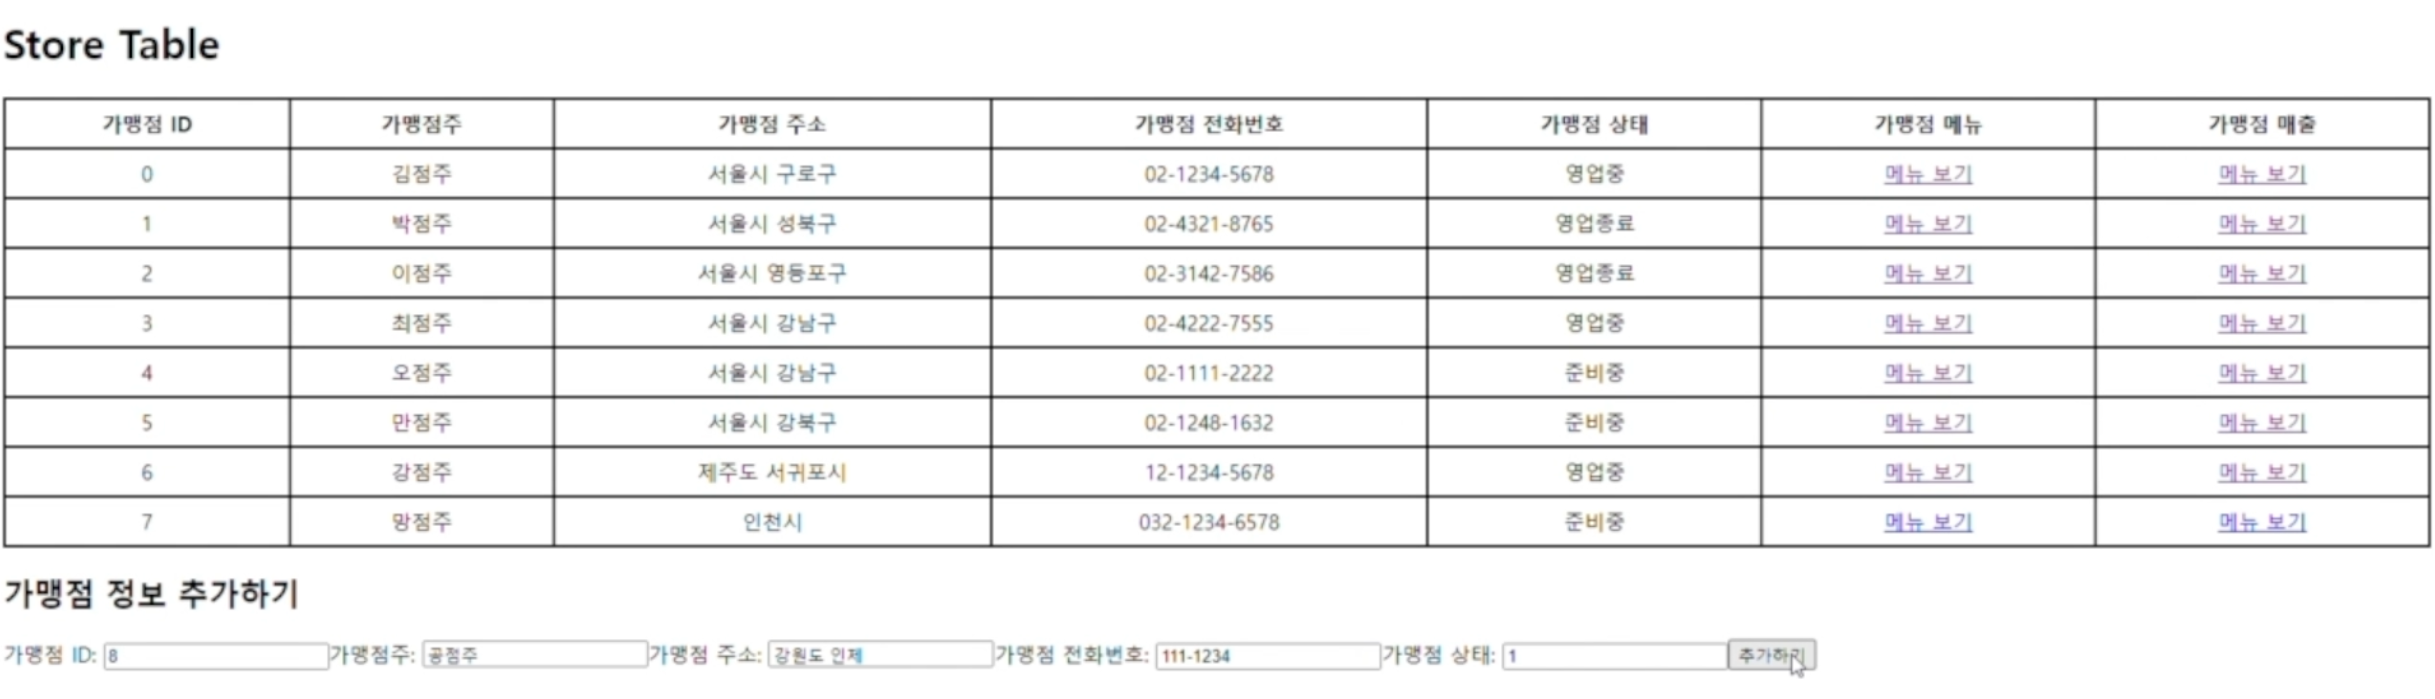 Store Table
가맹점 ID 가맹점주 가맹점 주소 가맹점 전화번호 가맹점 상태 가맹점 메뉴 가맹점 매출
0 김점주 서울시 구로구 02-1234-5678 영업중 메뉴 보기 메뉴 보기
1 박점주 서울시 성북구 02-4321-8765 영업종료 메뉴 보기 메뉴 보기
2 이점주 서울시 영등포구 02-3142-7586 영업종료 메뉴 보기 메뉴 보기
3 최점주 서울시 강남구 02-4222-7555 영업중 메뉴 보기 메뉴 보기
4 오점주 서울시 강남구 02-1111-2222 준비중 메뉴 보기 메뉴 보기
5 만점주 서울시 강북구 02-1248-1632 준비중 메뉴 보기 메뉴 보기
6 강점주 제주도 서귀포시 12-1234-5678 영업중 메뉴 보기 메뉴 보기
7 망점주 인천시 032-1234-6578 준비중 메뉴 보기 메뉴 보기
가맹점 정보 추가하기
가맹점 ID: 8 가맹점주: 공점주 가맹점 주소: 강원도 인제 가맹점 전화번호: 111-1234 가맹점 상태: 1 추가하기